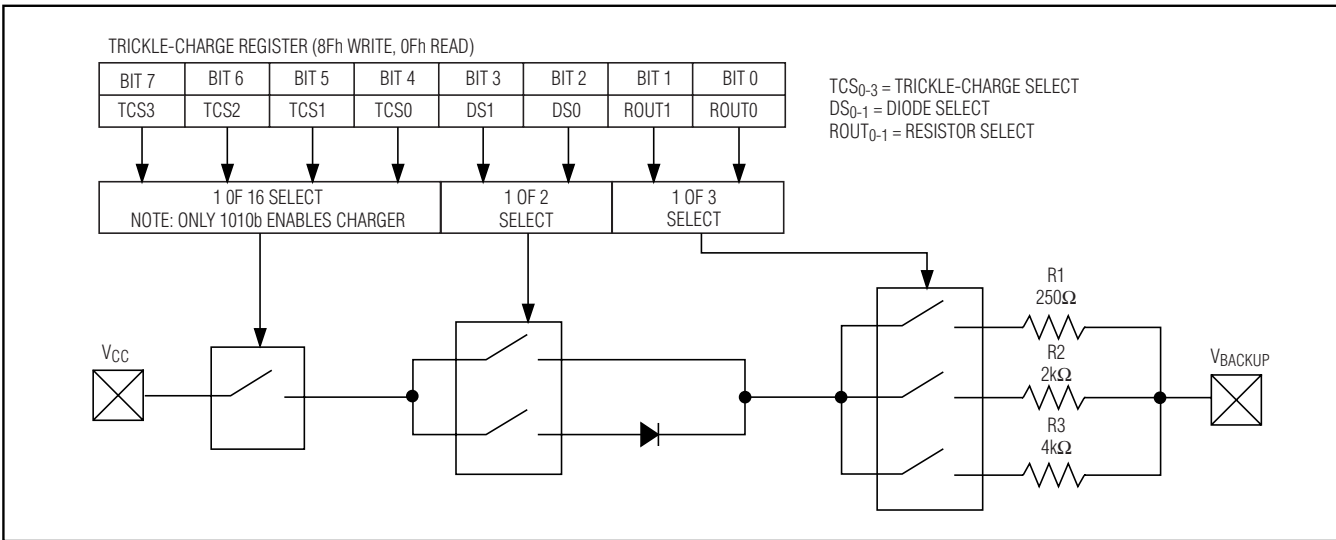 TRICKLE-CHARGE REGISTER (8Fh WRITE, 0Fh READ)
BIT 7 BIT 6 BIT 5 BIT 4 BIT 3 BIT 2 BIT 1 BIT 0
TCS3 TCS2 TCS1 TCS0 DS1 DS0 ROUT1 ROUT0
TCS0-3 = TRICKLE-CHARGE SELECT
DS0-1 = DIODE SELECT
ROUT0-1 = RESISTOR SELECT
1 0F 16 SELECT
NOTE: ONLY 1010b ENABLES CHARGER
1 OF 2
SELECT
1 OF 3
SELECT
VCC
R1
250Ω
R2
2kΩ
R3
4kΩ
VBACKUP